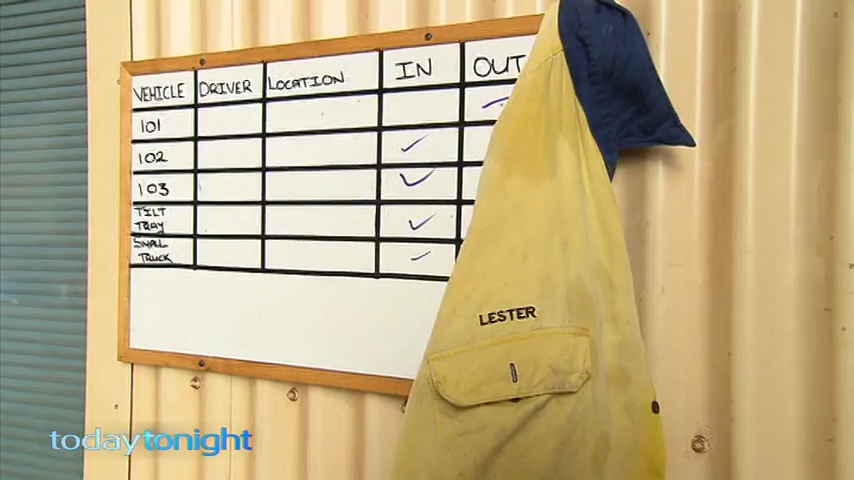 VEHICLE DRIVER LOCATION IN OUT
101
102
103
TILT
TRAY
SMALL
TRUCK
LESTER
todaytonight